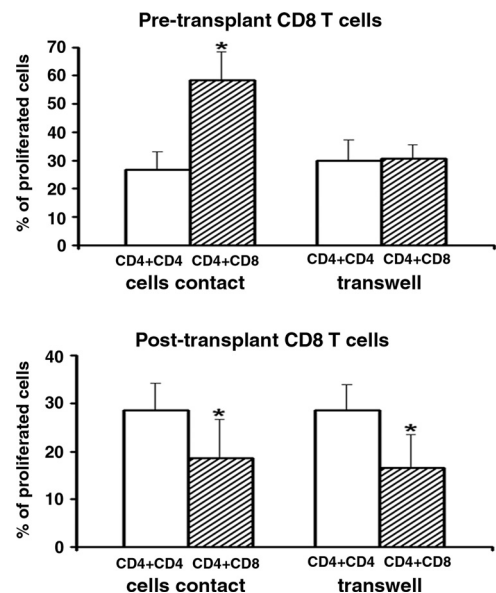 Pre-transplant CD8 T cells
% of proliferated cells
70
60
50
40
30
20
10
0
*
CD4+CD4 CD4+CD8 CD4+CD4 CD4+CD8
cells contact transwell
Post-transplant CD8 T cells
% of proliferated cells
40
30
20
10
0
* *
CD4+CD4 CD4+CD8 CD4+CD4 CD4+CD8
cells contact transwell